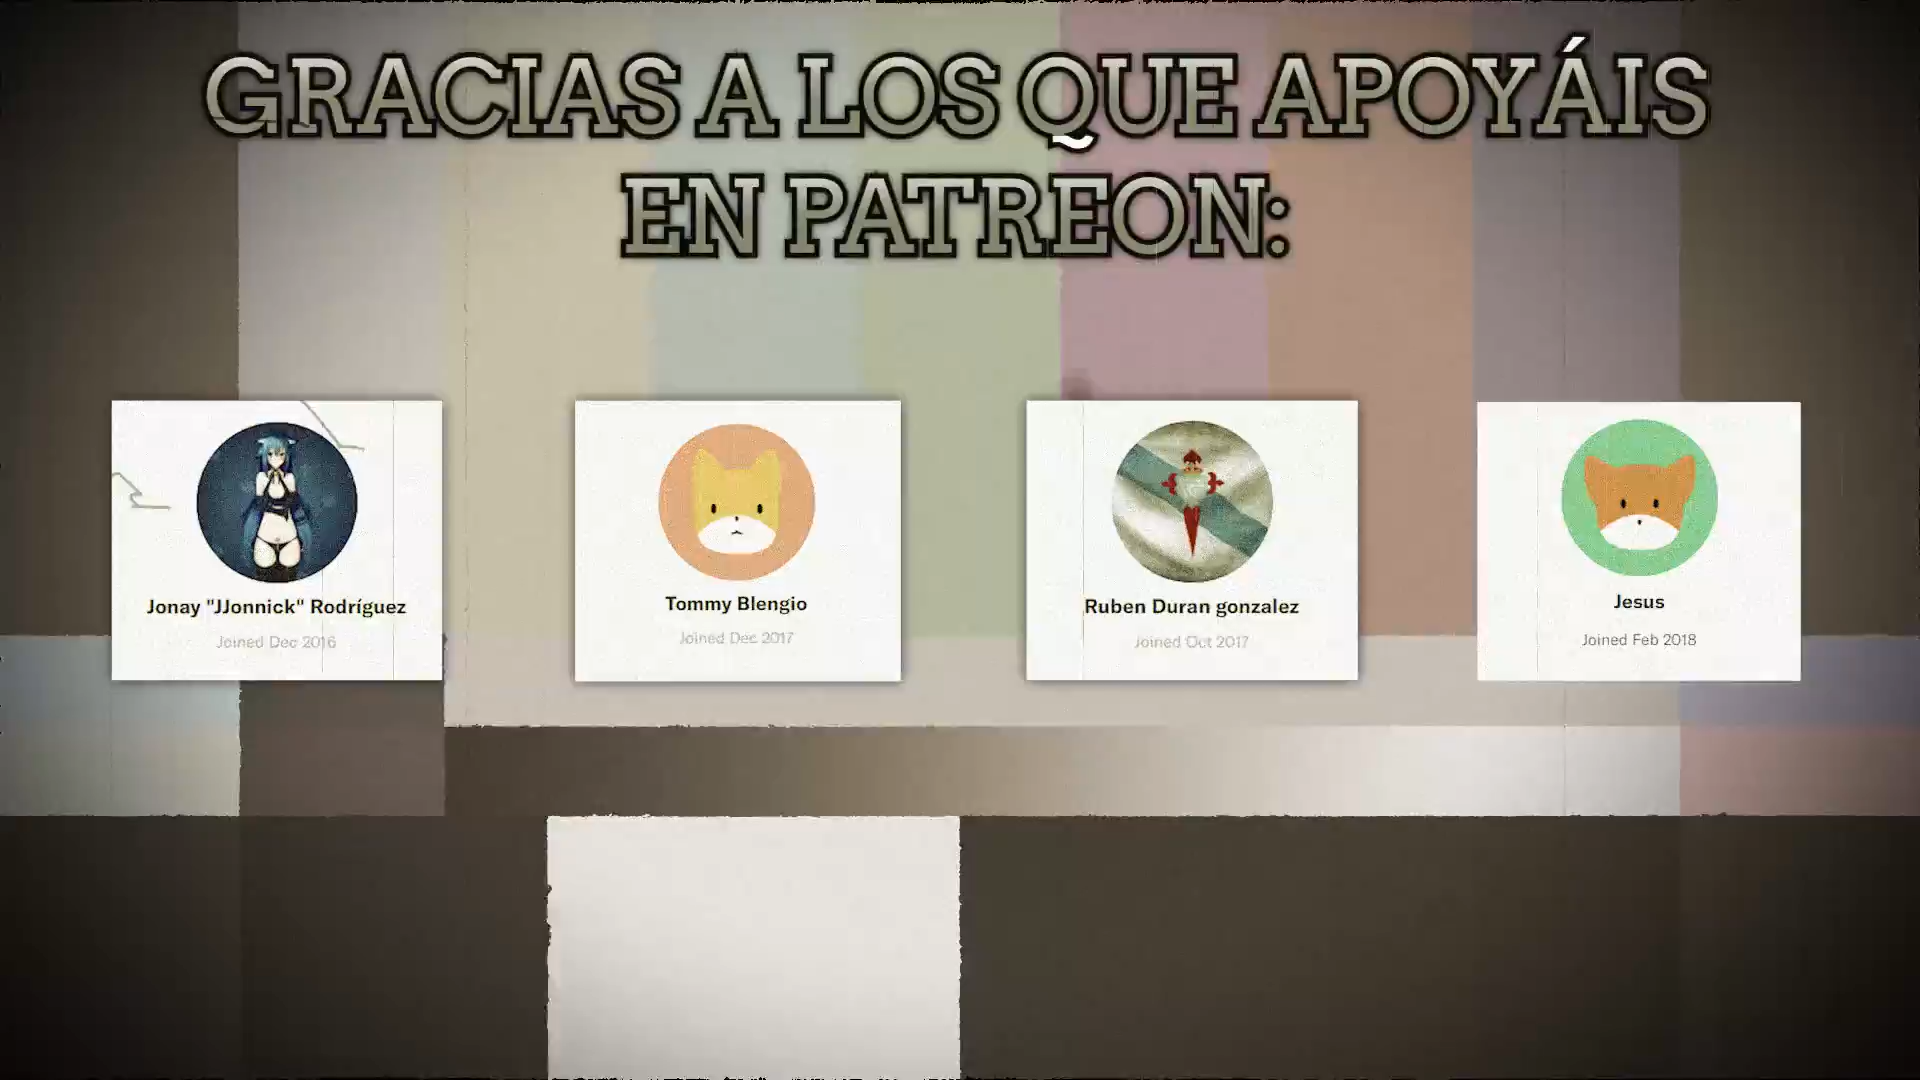 GRACIAS A LOS QUE APOYÁIS
EN PATREON:
Jonay "JJonnick" Rodríguez
Joined Dec 2016
Tommy Blengio
Joined Dec 2017
Ruben Duran gonzalez
Joined Oct 2017
Jesus
Joined Feb 2018